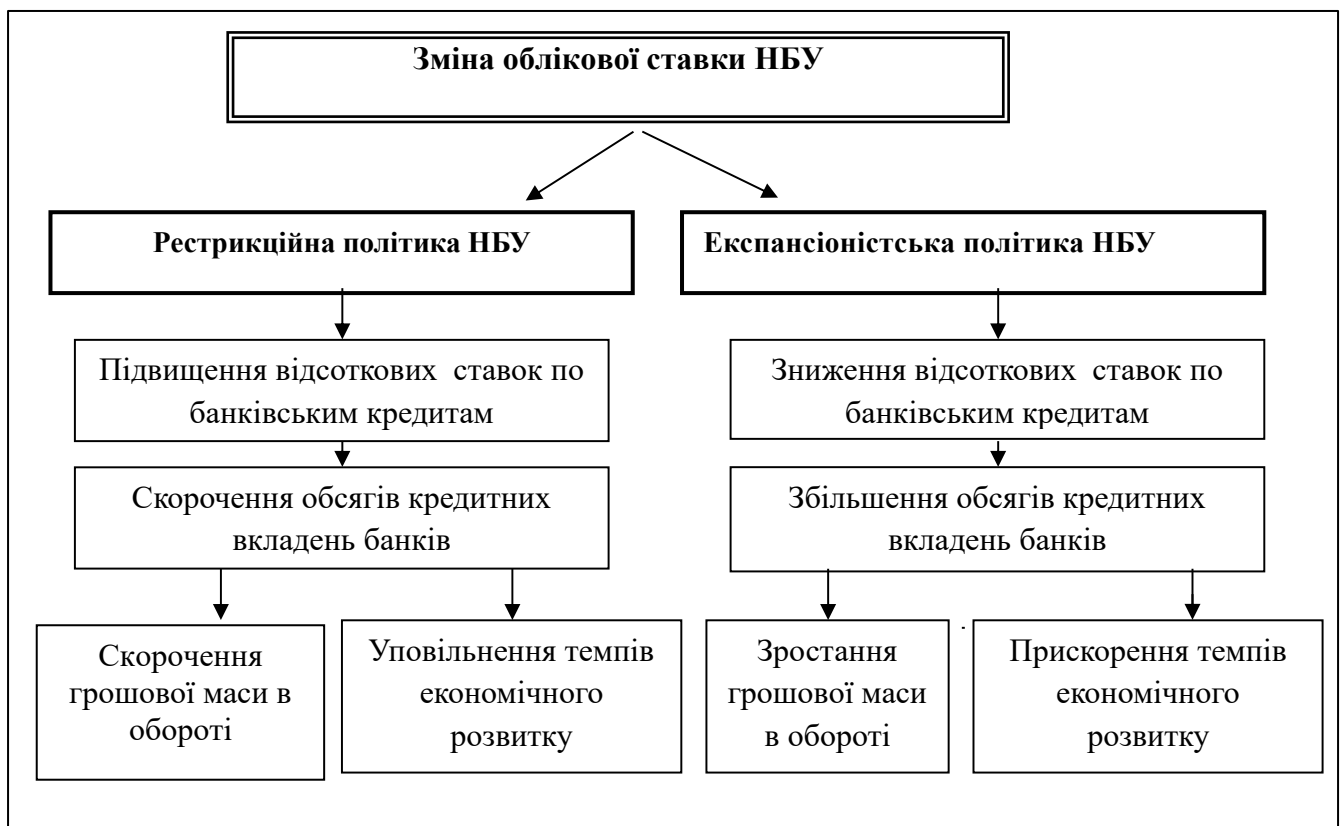 Зміна облікової ставки НБУ
Рестрикційна політика НБУ
Експансіоністська політика НБУ
Підвищення відсоткових ставок по
банківським кредитам
Зниження відсоткових ставок по
банківським кредитам
Скорочення обсягів кредитних
вкладень банків
Збільшення обсягів кредитних
вкладень банків
Скорочення
грошової маси в
обороті
Уповільнення темпів
економічного
розвитку
Зростання
грошової маси
в обороті
Прискорення темпів
економічного
розвитку